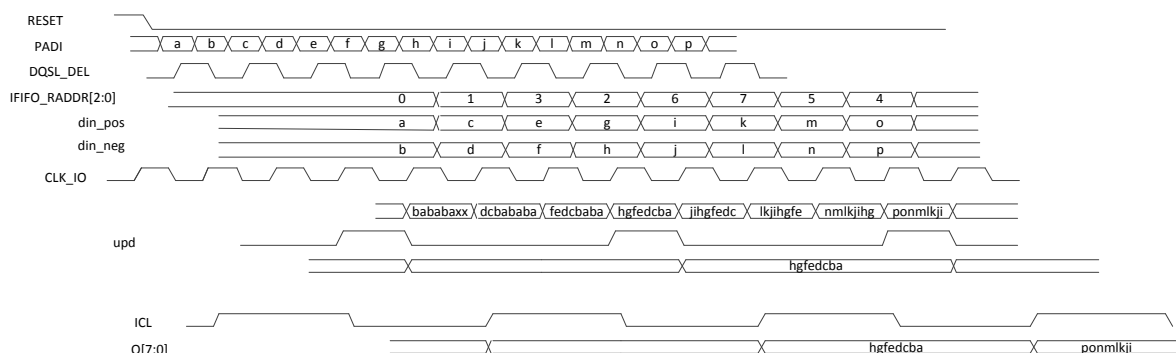 RESET
PADI a b c d e f g h i j k l m n o p
DQSL_DEL
IFIFO_RADDR[2:0] 0 1 3 2 6 7 5 4
din_pos a c e g i k m o
din_neg b d f h j l n p
CLK_IO
bababaxx dcbababa fedcbaba hgfedcba jihgfedc lkjihgfe nmlkjihg ponmlkji
upd
hgfedcba
ICL
Q[7:0] hgfedcba ponmlkji